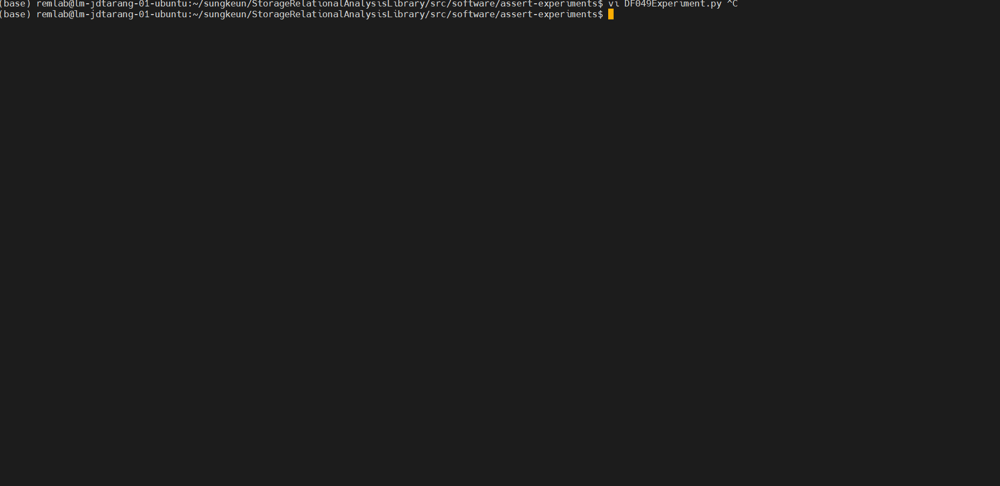 (base) remlab@lm-jdtarang-01-ubuntu:~/sungkeun/StorageRelationalAnalysisLibrary/src/software/assert-experiments$ vi DF049Experiment.py ^C
(base) remlab@lm-jdtarang-01-ubuntu:~/sungkeun/StorageRelationalAnalysisLibrary/src/software/assert-experiments$